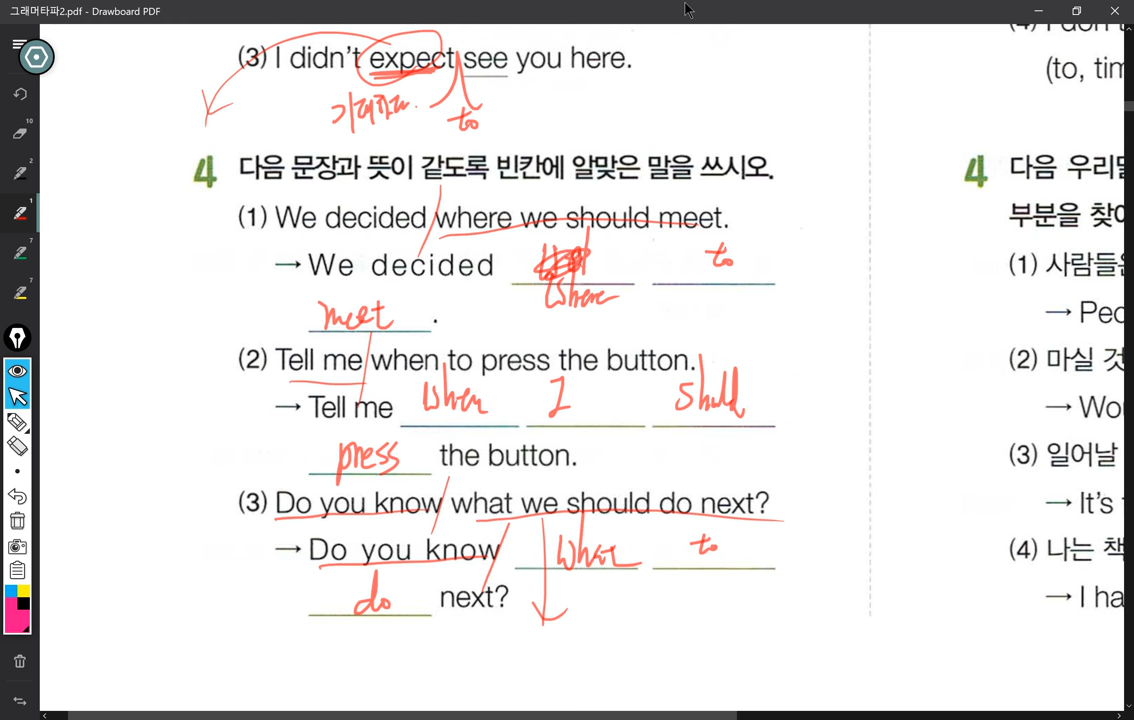 그래머타파2.pdf - Drawboard PDF
(3) I didn't expect see you here.
기대하다. to
4 다음 문장과 뜻이 같도록 빈칸에 알맞은 말을 쓰시오.
(1) We decided where we should meet.
→ We decided where to
meet .
(2) Tell me when to press the button.
→ Tell me when I should
press the button.
(3) Do you know what we should do next?
→ Do you know what to
do next?
(to, tim
4 다음 우리말
부분을 찾아
(1) 사람들은
→ Peo
(2) 마실 것
→ Wo
(3) 일어날
→ It's t
(4) 나는 책
→ I ha
10
2
1
7
7